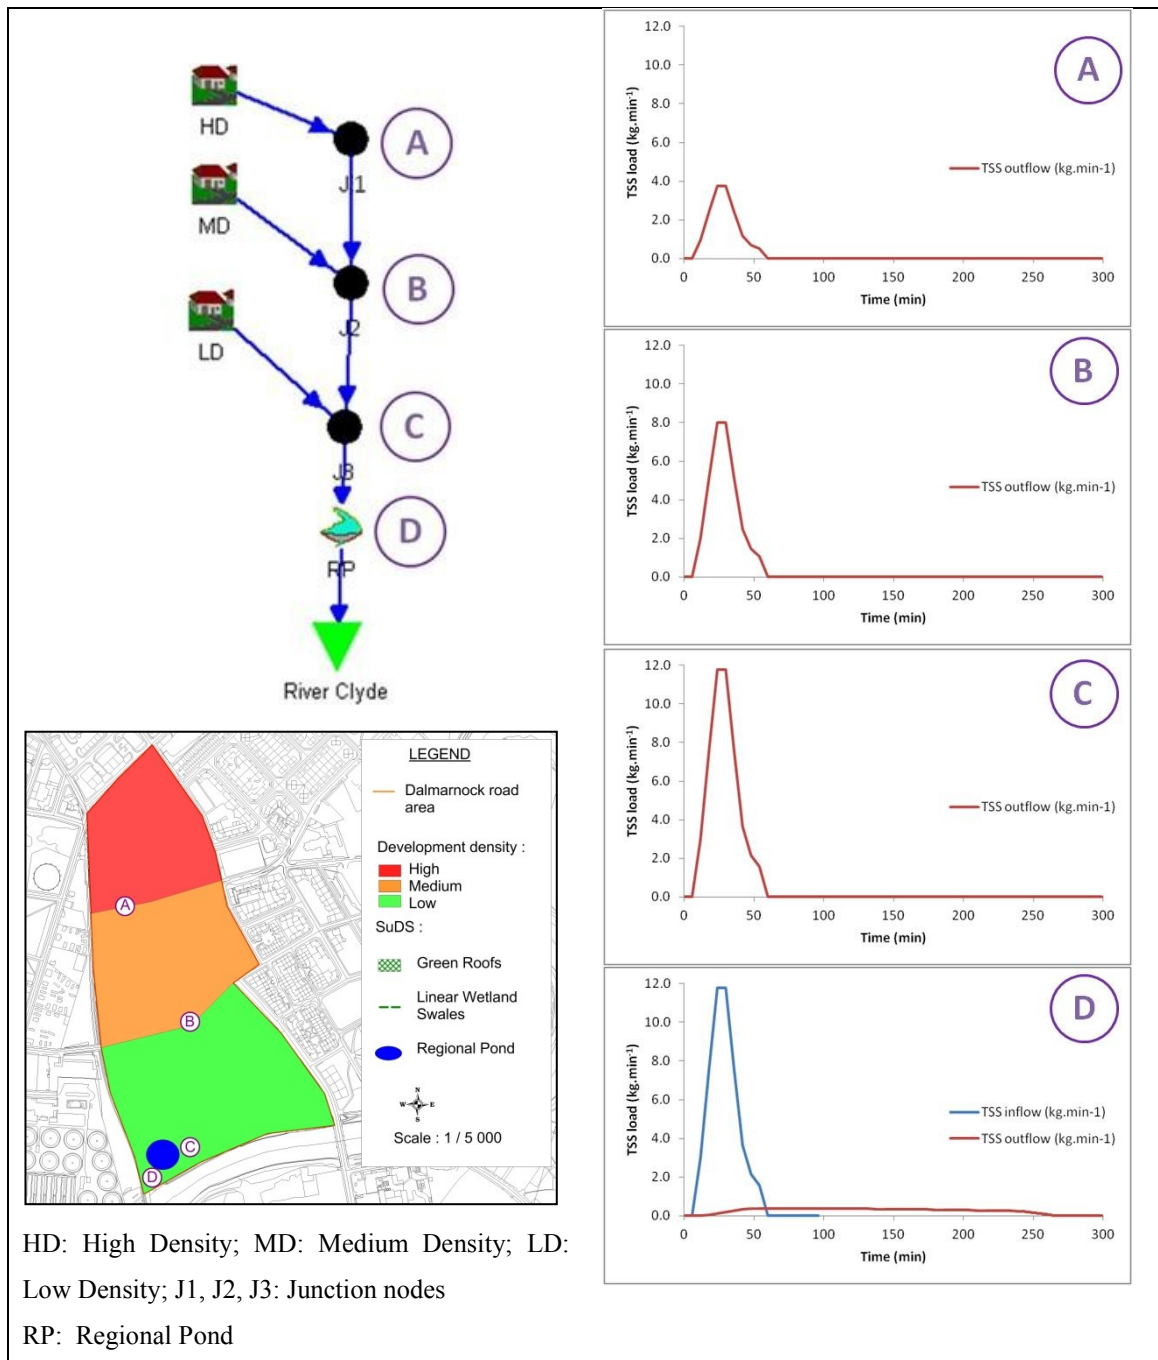 HD
A
J1
MD
B
J2
LD
C
J3
D
RP
River Clyde
LEGEND
Dalmarnock road
area
Development density :
High
Medium
Low
SuDS :
Green Roofs
Linear Wetland
Swales
Regional Pond
N
W E
S
Scale : 1 / 5 000
A
B
C
D
HD: High Density; MD: Medium Density; LD:
Low Density; J1, J2, J3: Junction nodes
RP: Regional Pond
A
TSS load (kg.min-1)
12.0
10.0
8.0
6.0
4.0
2.0
0.0
TSS outflow (kg.min-1)
0 50 100 150 200 250 300
Time (min)
B
TSS load (kg.min-1)
12.0
10.0
8.0
6.0
4.0
2.0
0.0
TSS outflow (kg.min-1)
0 50 100 150 200 250 300
Time (min)
C
TSS load (kg.min-1)
12.0
10.0
8.0
6.0
4.0
2.0
0.0
TSS outflow (kg.min-1)
0 50 100 150 200 250 300
Time (min)
D
TSS load (kg.min-1)
12.0
10.0
8.0
6.0
4.0
2.0
0.0
TSS inflow (kg.min-1)
TSS outflow (kg.min-1)
0 50 100 150 200 250 300
Time (min)